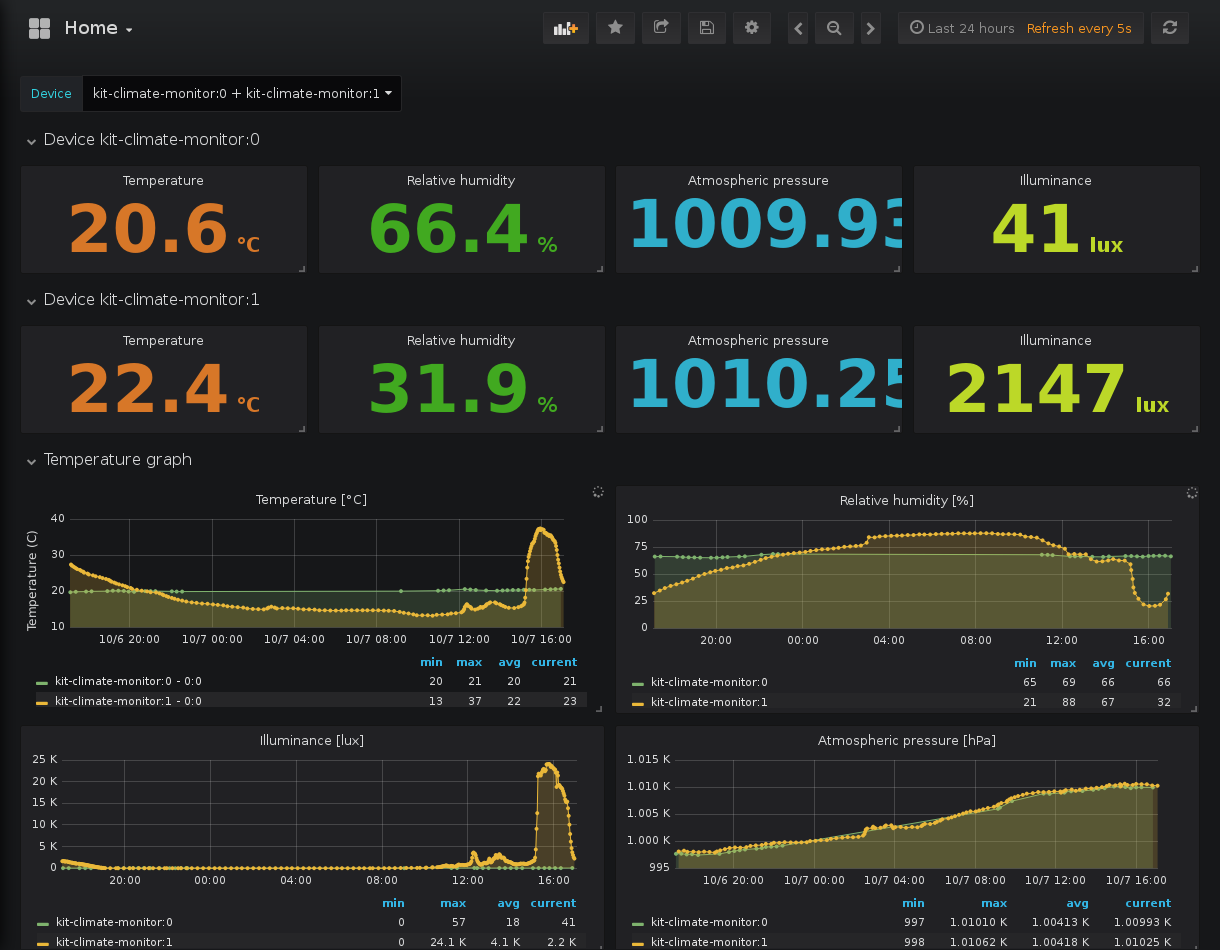 Home
Last 24 hours Refresh every 5s
Device kit-climate-monitor:0 + kit-climate-monitor:1
Device kit-climate-monitor:0
Temperature Relative humidity Atmospheric pressure Illuminance
20.6 °C 66.4 % 1009.93 41 lux
Device kit-climate-monitor:1
Temperature Relative humidity Atmospheric pressure Illuminance
22.4 °C 31.9 % 1010.25 2147 lux
Temperature graph
Temperature [°C]
Temperature (C)
40
30
20
10
10/6 20:00 10/7 00:00 10/7 04:00 10/7 08:00 10/7 12:00 10/7 16:00
min max avg current
kit-climate-monitor:0 - 0:0 20 21 20 21
kit-climate-monitor:1 - 0:0 13 37 22 23
Relative humidity [%]
100
75
50
25
0
20:00 00:00 04:00 08:00 12:00 16:00
min max avg current
kit-climate-monitor:0 65 69 66 66
kit-climate-monitor:1 21 88 67 32
Illuminance [lux]
25 K
20 K
15 K
10 K
5 K
0
20:00 00:00 04:00 08:00 12:00 16:00
min max avg current
kit-climate-monitor:0 0 57 18 41
kit-climate-monitor:1 0 24.1 K 4.1 K 2.2 K
Atmospheric pressure [hPa]
1.015 K
1.010 K
1.005 K
1.000 K
995
10/6 20:00 10/7 00:00 10/7 04:00 10/7 08:00 10/7 12:00 10/7 16:00
min max avg current
kit-climate-monitor:0 997 1.01010 K 1.00413 K 1.00993 K
kit-climate-monitor:1 998 1.01062 K 1.00418 K 1.01025 K